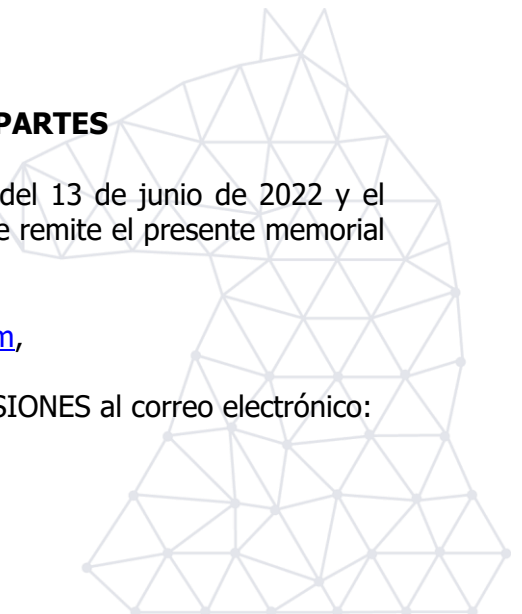 PARTES
del 13 de junio de 2022 y el
e remite el presente memorial
m,
SIONES al correo electrónico: